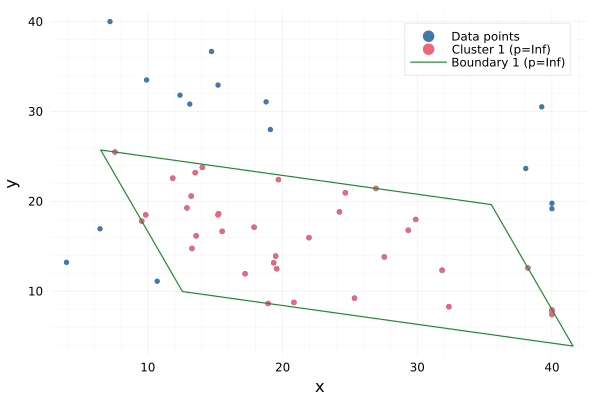 40
30
20
10
y
10 20 30 40
x
Data points
Cluster 1 (p=Inf)
Boundary 1 (p=Inf)